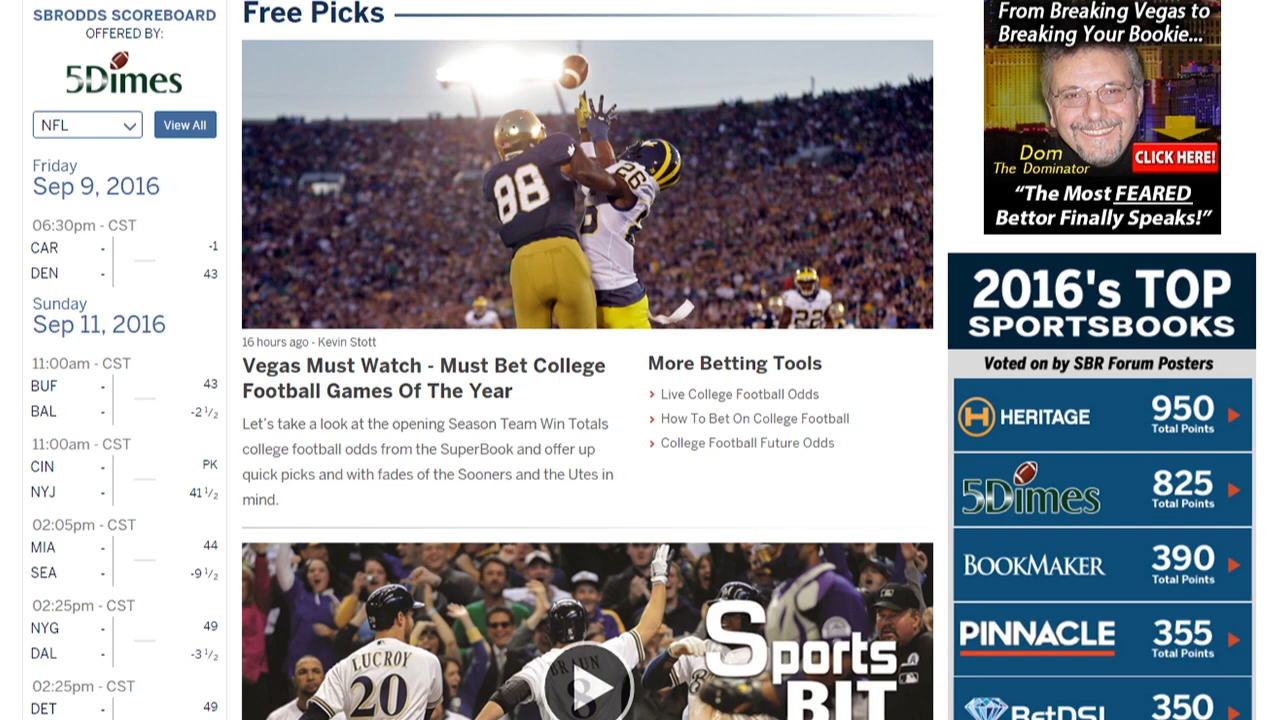 SBRODDS SCOREBOARD
OFFERED BY:
5Dimes
NFL
View All
Friday
Sep 9, 2016
06:30pm - CST
CAR - -1
DEN - 43
Sunday
Sep 11, 2016
11:00am - CST
BUF - 43
BAL - -2 1/2
11:00am - CST
CIN - PK
NYJ - 41 1/2
02:05pm - CST
MIA - 44
SEA - -9 1/2
02:25pm - CST
NYG - 49
DAL - -3 1/2
02:25pm - CST
DET - 49
Free Picks
88
26
22
16 hours ago - Kevin Stott
Vegas Must Watch - Must Bet College
Football Games Of The Year
Let's take a look at the opening Season Team Win Totals
college football odds from the SuperBook and offer up
quick picks and with fades of the Sooners and the Utes in
mind.
More Betting Tools
> Live College Football Odds
> How To Bet On College Football
> College Football Future Odds
LUCROY
20
BRAUN
8
Sports
BIT
From Breaking Vegas to
Breaking Your Bookie...
Dom
The Dominator
CLICK HERE!
“The Most FEARED
Bettor Finally Speaks!”
2016's TOP
SPORTSBOOKS
Voted on by SBR Forum Posters
H HERITAGE 950
Total Points
5Dimes 825
Total Points
BOOKMAKER 390
Total Points
PINNACLE 355
Total Points
BetDSI 350